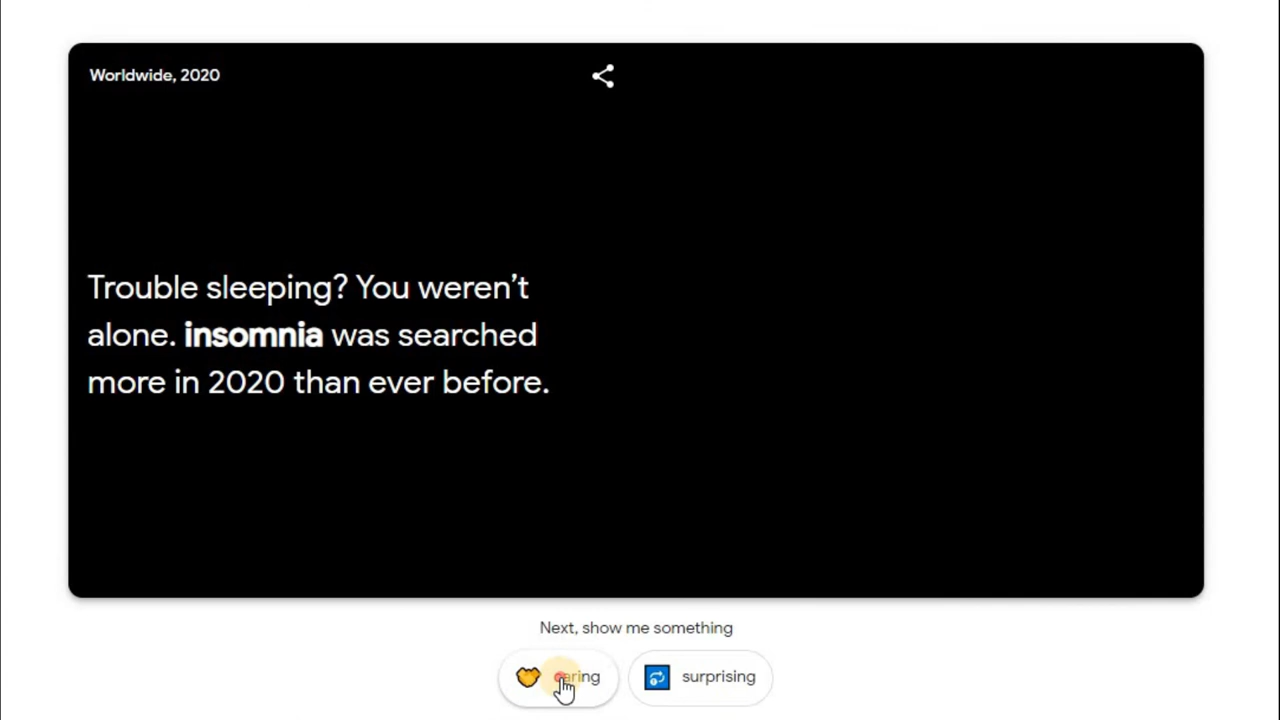 Worldwide, 2020
Trouble sleeping? You weren't
alone. insomnia was searched
more in 2020 than ever before.
Next, show me something
surprising